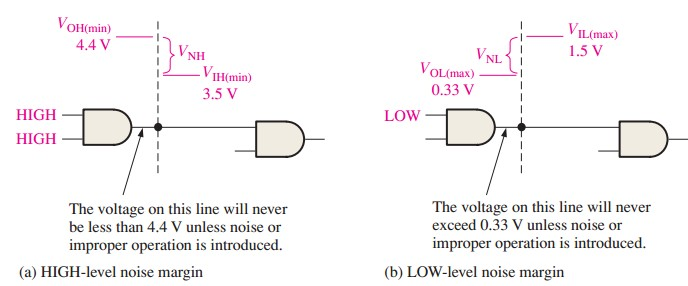 V_OH(min)
4.4 V
V_NH
V_IH(min)
3.5 V
HIGH
HIGH
The voltage on this line will never
be less than 4.4 V unless noise or
improper operation is introduced.
(a) HIGH-level noise margin
V_IL(max)
1.5 V
V_NL
V_OL(max)
0.33 V
LOW
The voltage on this line will never
exceed 0.33 V unless noise or
improper operation is introduced.
(b) LOW-level noise margin